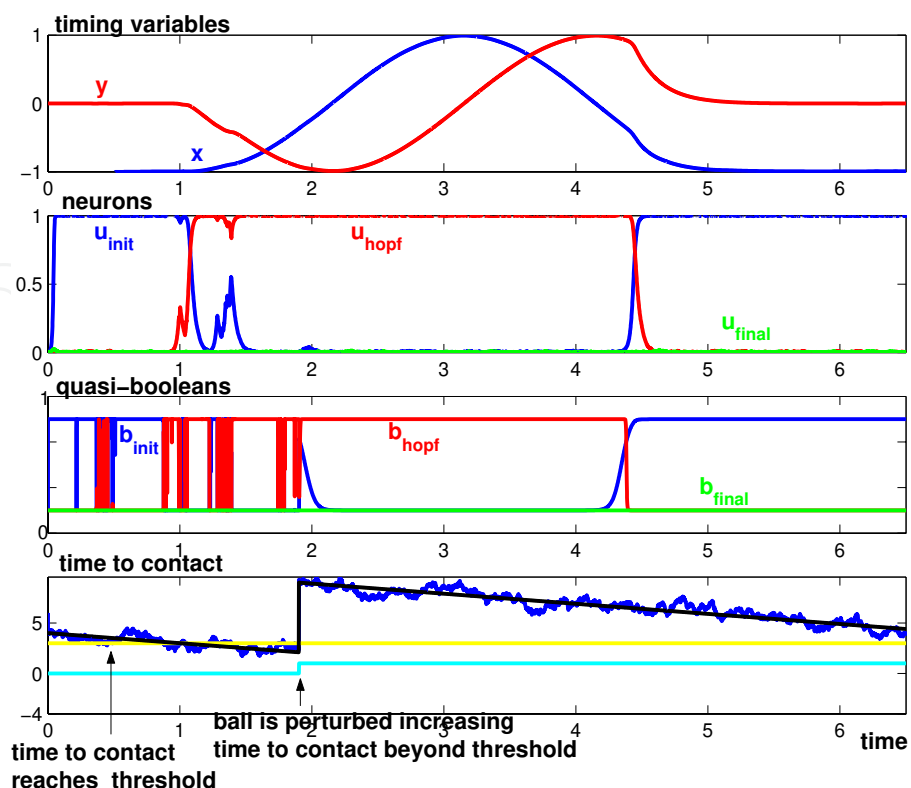 timing variables
1
0
−1
y
x
0 1 2 3 4 5 6
neurons
1
0.5
0
u_init
u_hopf
u_final
0 1 2 3 4 5 6
quasi−booleans
1
0
b_init
b_hopf
b_final
0 1 2 3 4 5 6
time to contact
5
0
−4
0 1 2 3 4 5 6
time
time to contact
reaches threshold
ball is perturbed increasing
time to contact beyond threshold